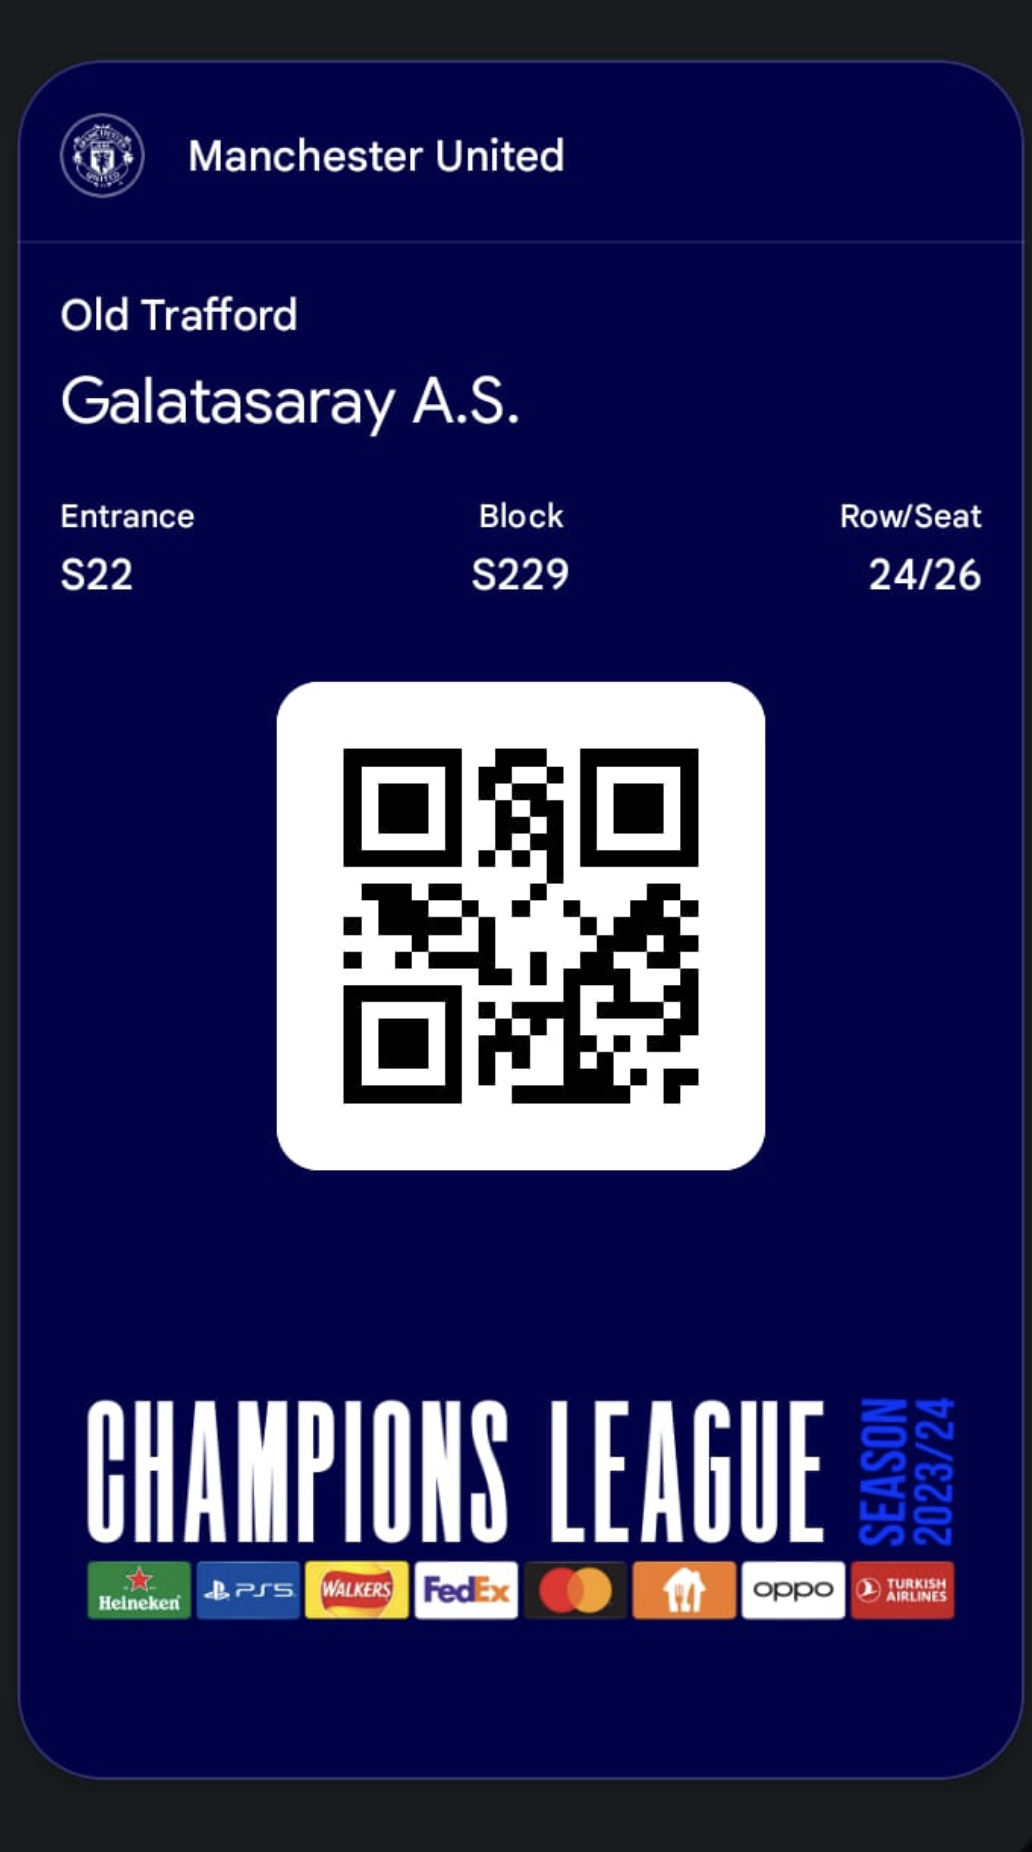 Manchester United
Old Trafford
Galatasaray A.S.
Entrance Block Row/Seat
S22 S229 24/26
CHAMPIONS LEAGUE SEASON 2023/24
Heineken PS5 WALKERS FedEx oppo TURKISH AIRLINES